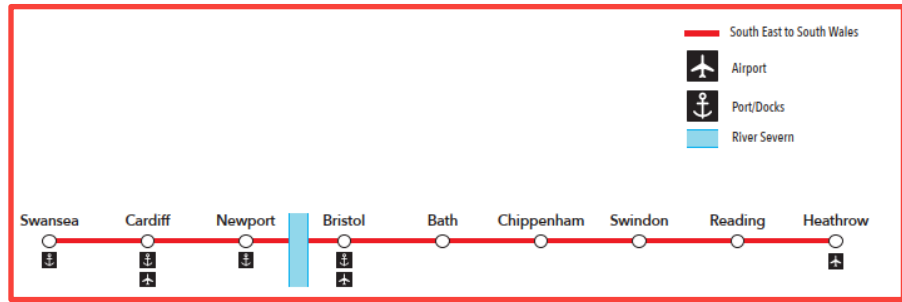 South East to South Wales
Airport
Port/Docks
River Severn
Swansea Cardiff Newport Bristol Bath Chippenham Swindon Reading Heathrow